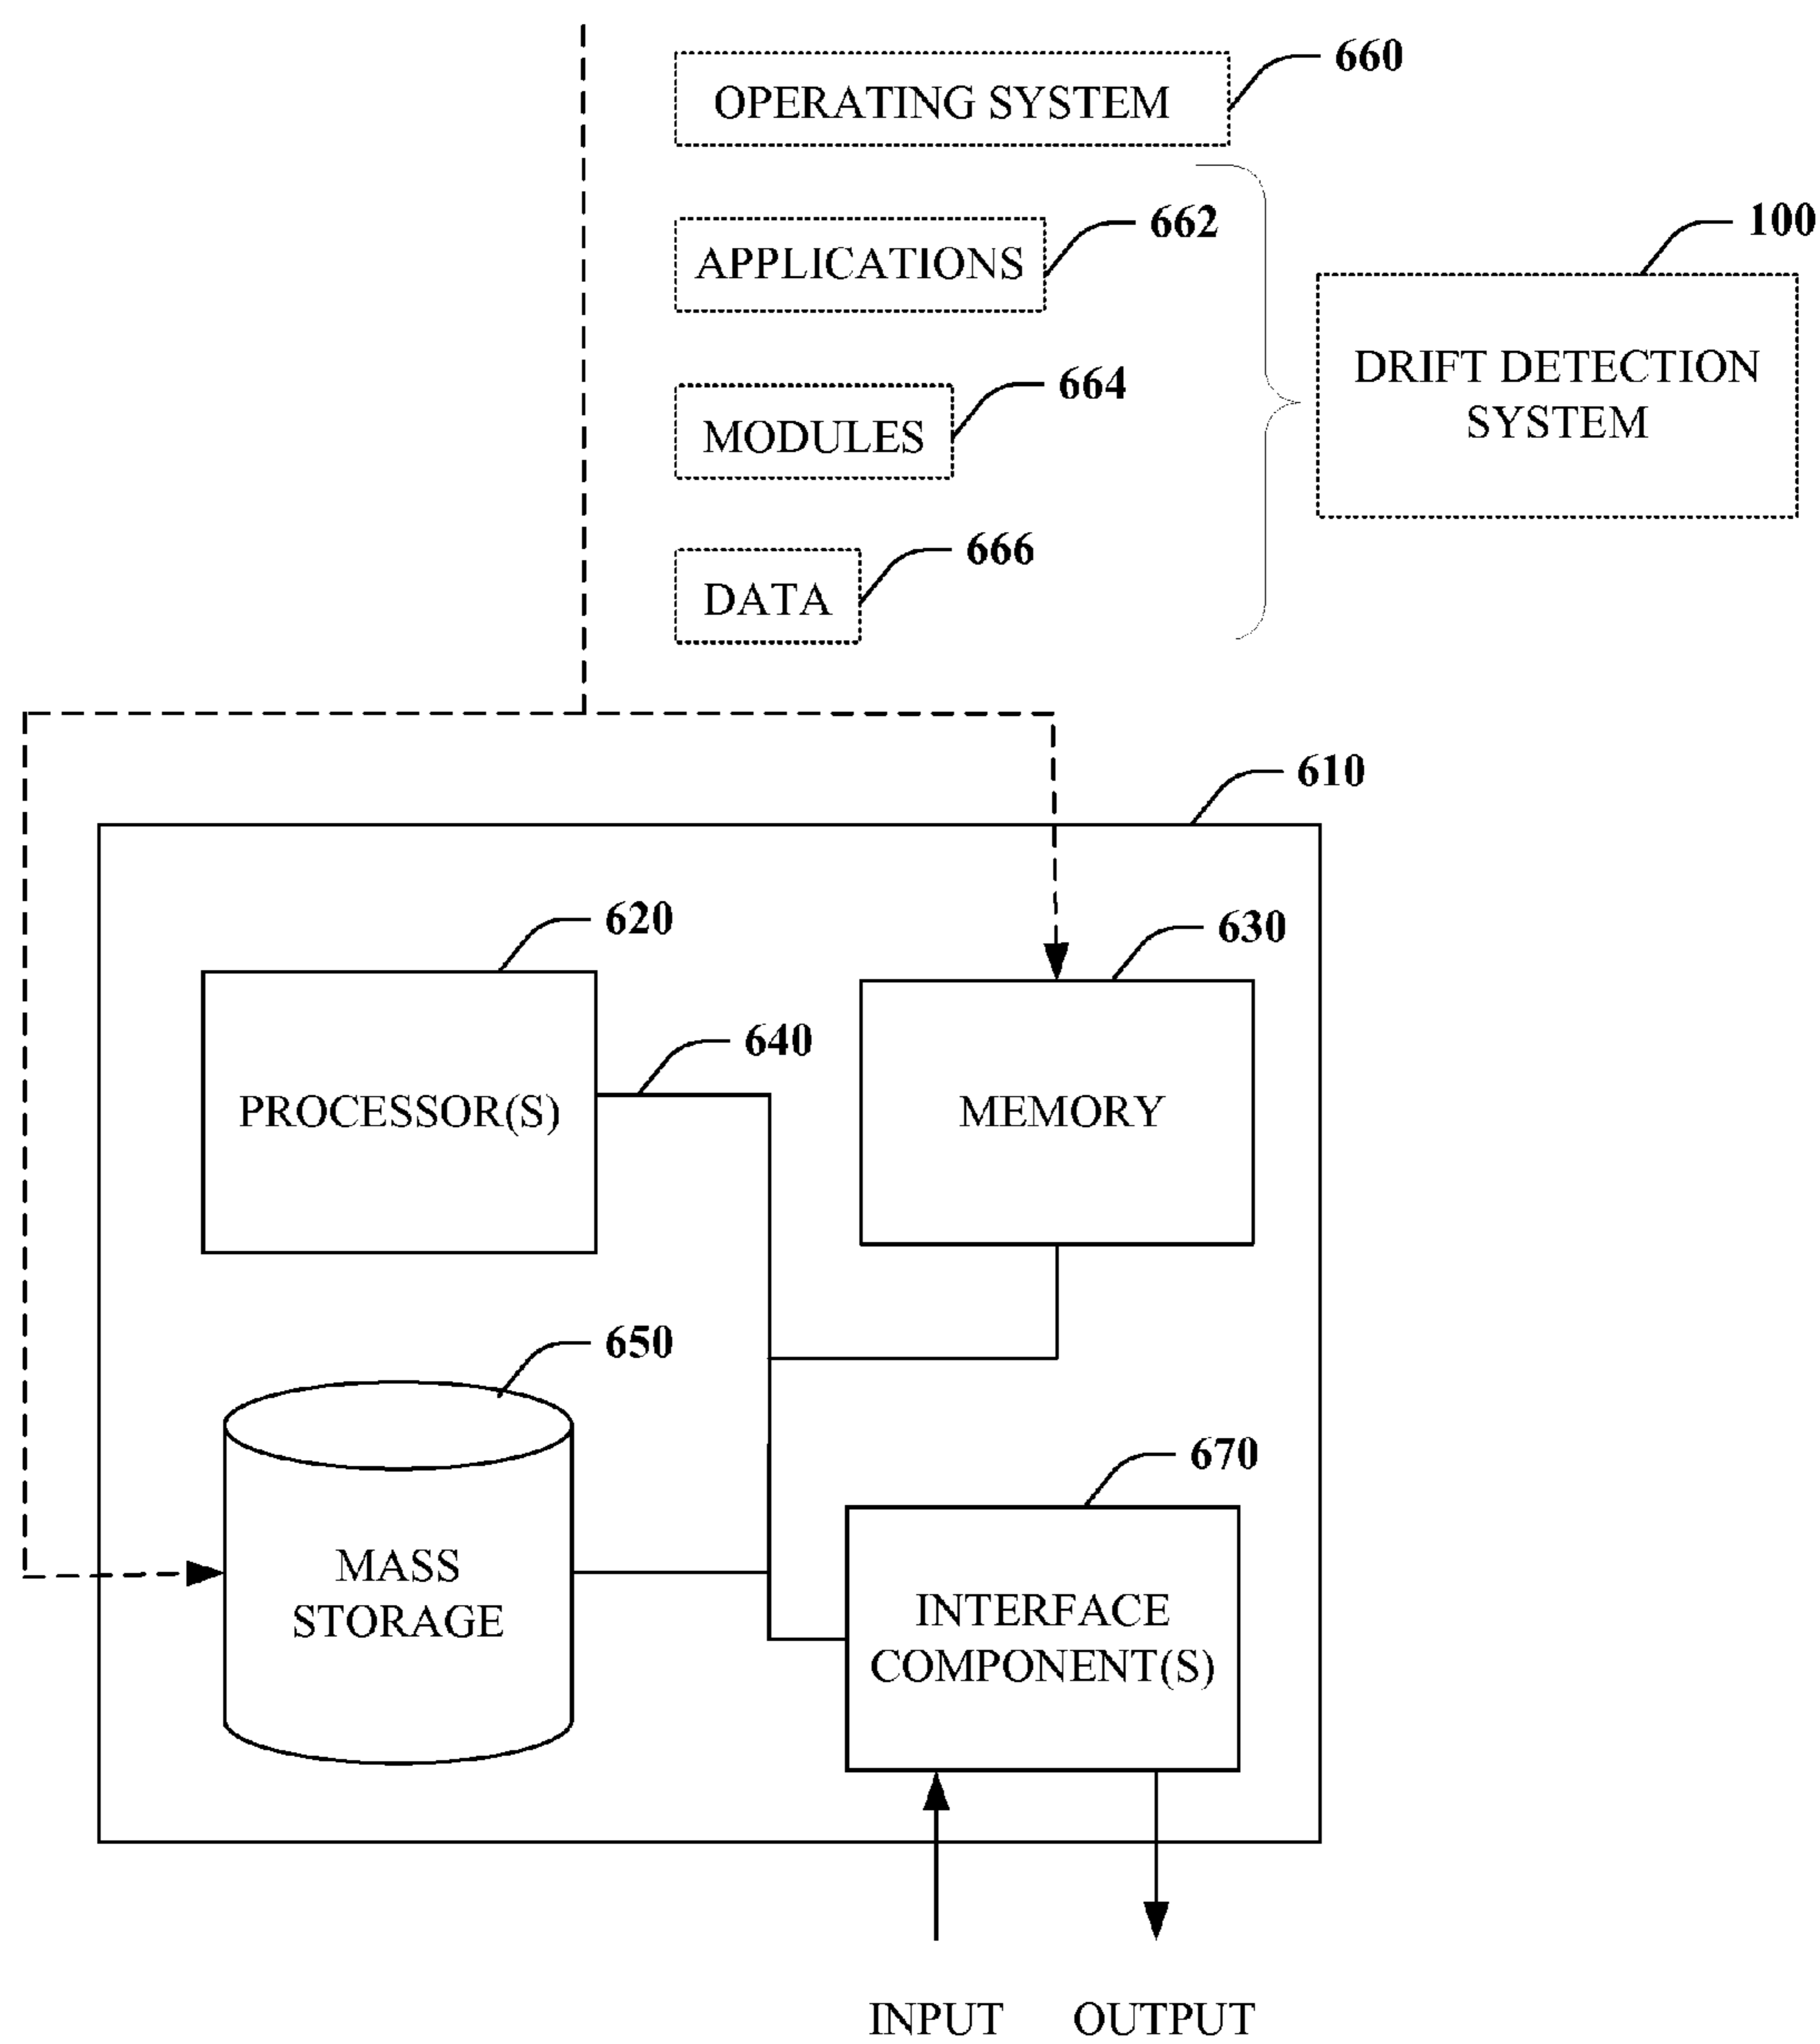 660
OPERATING SYSTEM
662
100
APPLICATIONS
DRIFT DETECTION
SYSTEM
664
MODULES
666
DATA
610
620
630
640
PROCESSOR(S)
MEMORY
650
670
MASS
STORAGE
INTERFACE
COMPONENT(S)
INPUT
OUTPUT